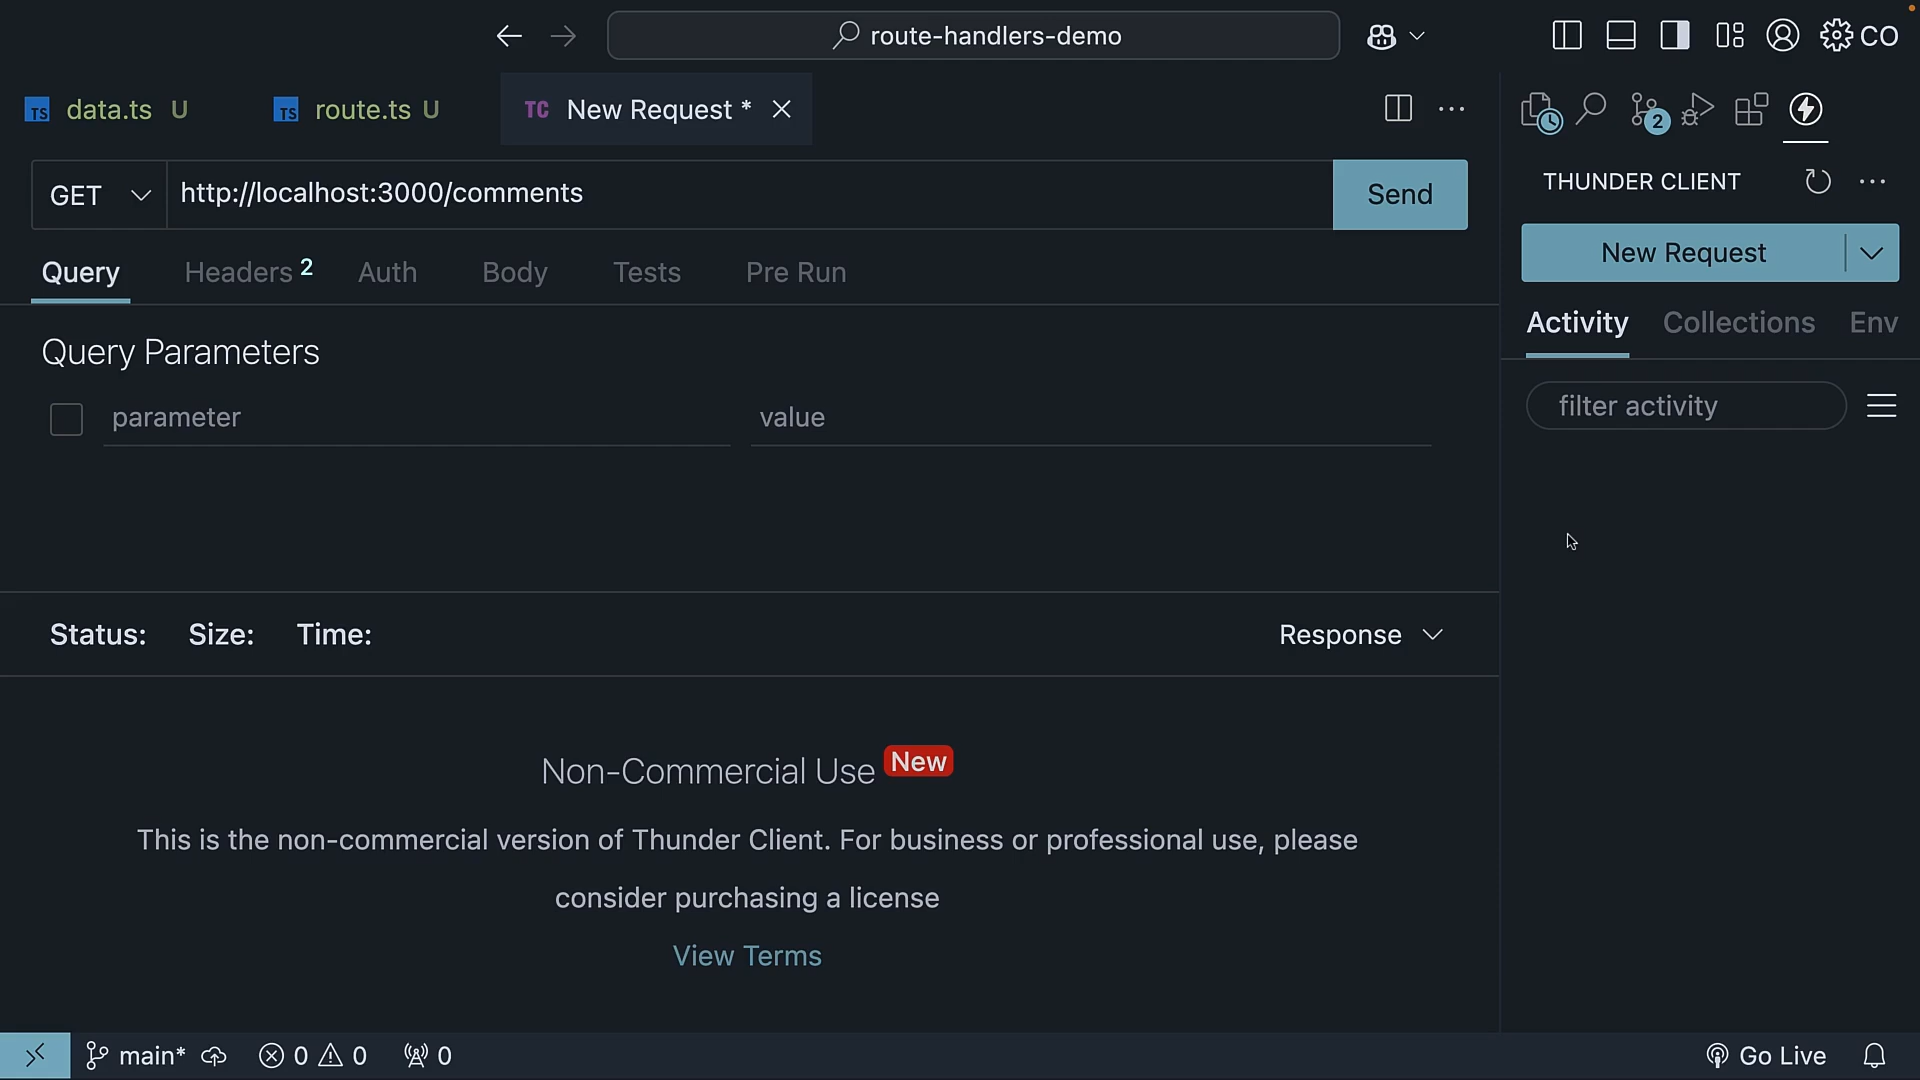 route-handlers-demo
CO
TS data.ts U
TS route.ts U
TC New Request *
2
GET http://localhost:3000/comments Send
THUNDER CLIENT
New Request
Query Headers 2 Auth Body Tests Pre Run
Activity Collections Env
Query Parameters
parameter value
filter activity
Status: Size: Time: Response
Non-Commercial Use New
This is the non-commercial version of Thunder Client. For business or professional use, please
consider purchasing a license
View Terms
main* 0 0 0
Go Live